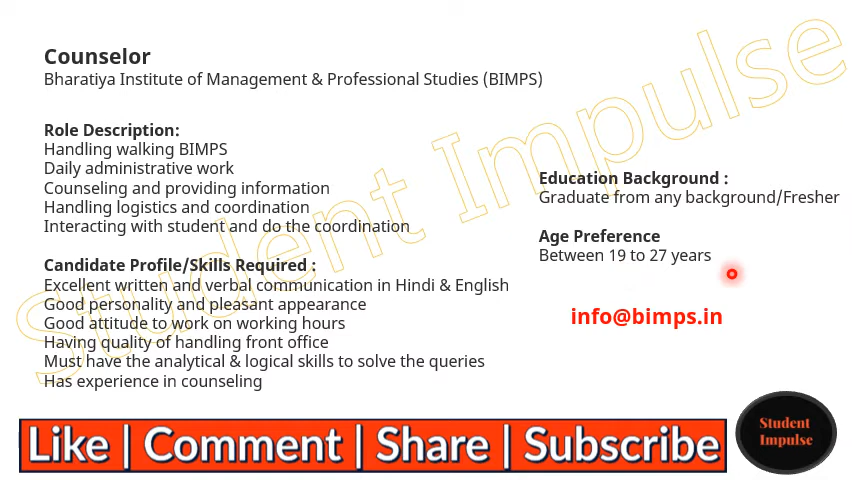 Counselor
Bharatiya Institute of Management & Professional Studies (BIMPS)
Role Description:
Handling walking BIMPS
Daily administrative work
Counseling and providing information
Handling logistics and coordination
Interacting with student and do the coordination
Candidate Profile/Skills Required :
Excellent written and verbal communication in Hindi & English
Good personality and pleasant appearance
Good attitude to work on working hours
Having quality of handling front office
Must have the analytical & logical skills to solve the queries
Has experience in counseling
Education Background :
Graduate from any background/Fresher
Age Preference
Between 19 to 27 years
info@bimps.in
Student Impulse
Like | Comment | Share | Subscribe
Student
Impulse